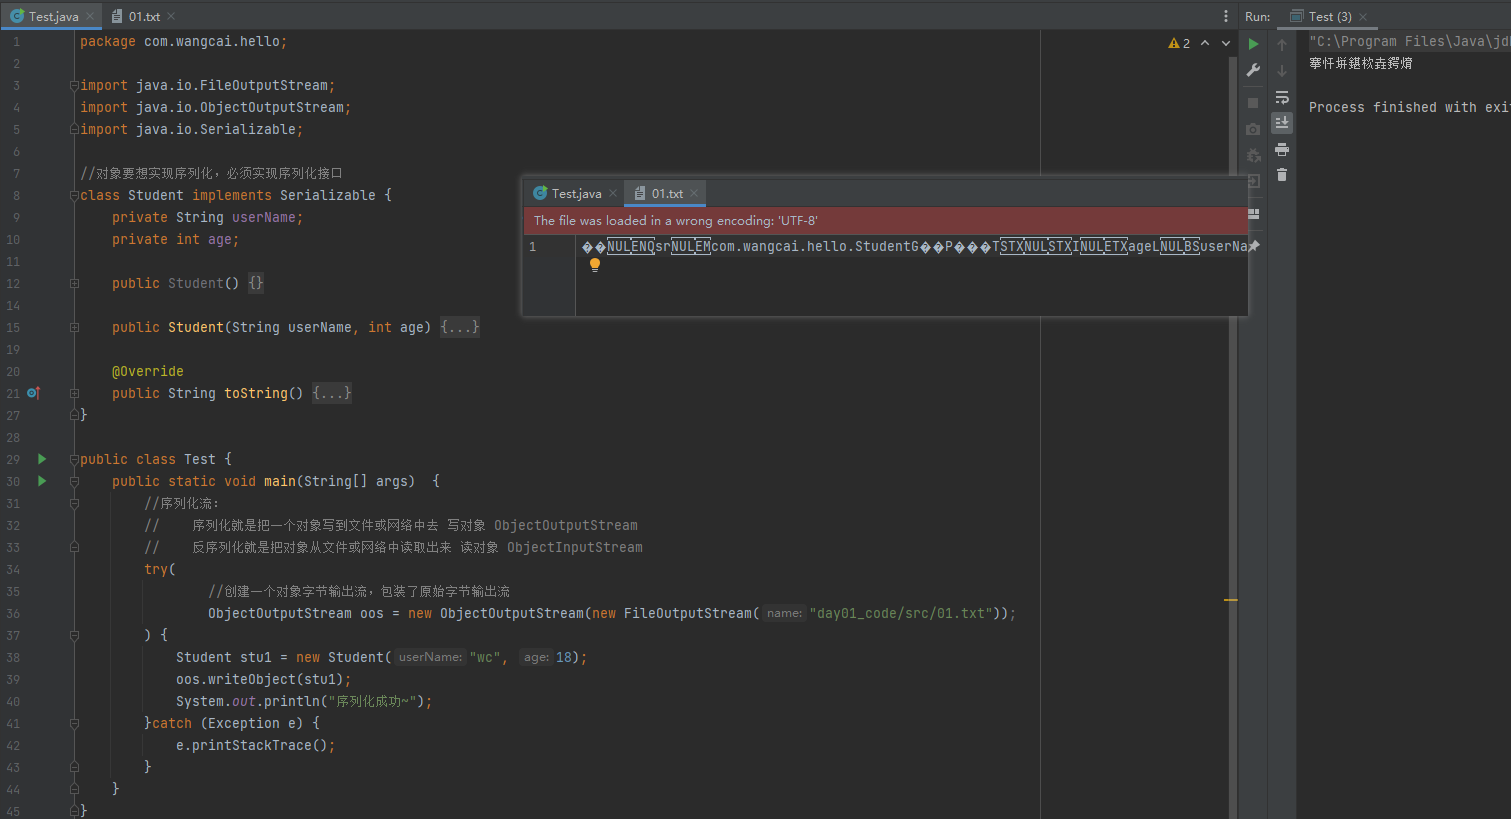 Test.java
01.txt
Run:
Test (3)
1 package com.wangcai.hello;
2
3 import java.io.FileOutputStream;
4 import java.io.ObjectOutputStream;
5 import java.io.Serializable;
6
7 //对象要想实现序列化，必须实现序列化接口
8 class Student implements Serializable {
9 private String userName;
10 private int age;
11
12 public Student() {}
14
15 public Student(String userName, int age) {...}
19
20 @Override
21 public String toString() {...}
27 }
28
29 public class Test {
30 public static void main(String[] args)  {
31 //序列化流：
32 //    序列化就是把一个对象写到文件或网络中去 写对象 ObjectOutputStream
33 //    反序列化就是把对象从文件或网络中读取出来 读对象 ObjectInputStream
34 try(
35 //创建一个对象字节输出流，包装了原始字节输出流
36 ObjectOutputStream oos = new ObjectOutputStream(new FileOutputStream( name: "day01_code/src/01.txt"));
37 ) {
38 Student stu1 = new Student( userName: "wc", age: 18);
39 oos.writeObject(stu1);
40 System.out.println("序列化成功~");
41 }catch (Exception e) {
42 e.printStackTrace();
43 }
44 }
45 }
2
Test.java
01.txt
The file was loaded in a wrong encoding: 'UTF-8'
1 ��NULENQsrNULEMcom.wangcai.hello.StudentG��P���TSTXNULSTXINULETXageLNULBSuserNa
"C:\Program Files\Java\jd
Process finished with exi